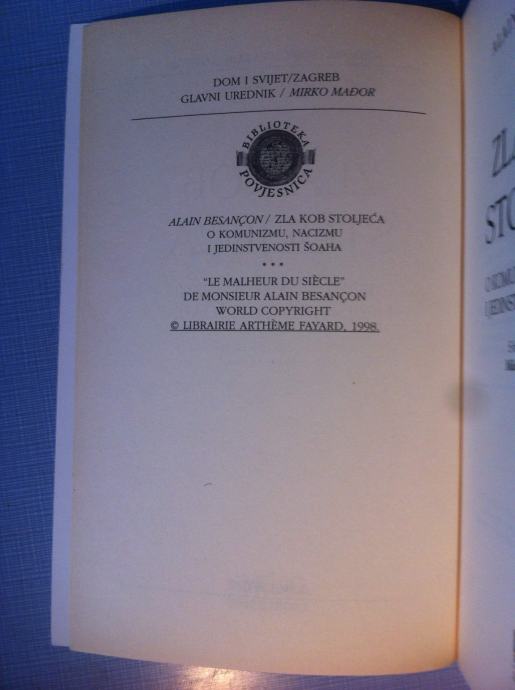 DOM I SVIJET/ZAGREB
GLAVNI UREDNIK / MIRKO MAĐOR
BIBLIOTEKA
POVJESNICA
ALAIN BESANÇON / ZLA KOB STOLJEĆA
O KOMUNIZMU, NACIZMU
I JEDINSTVENOSTI ŠOAHA
* * *
"LE MALHEUR DU SIÈCLE"
DE MONSIEUR ALAIN BESANÇON
WORLD COPYRIGHT
© LIBRAIRIE ARTHÈME FAYARD, 1998.